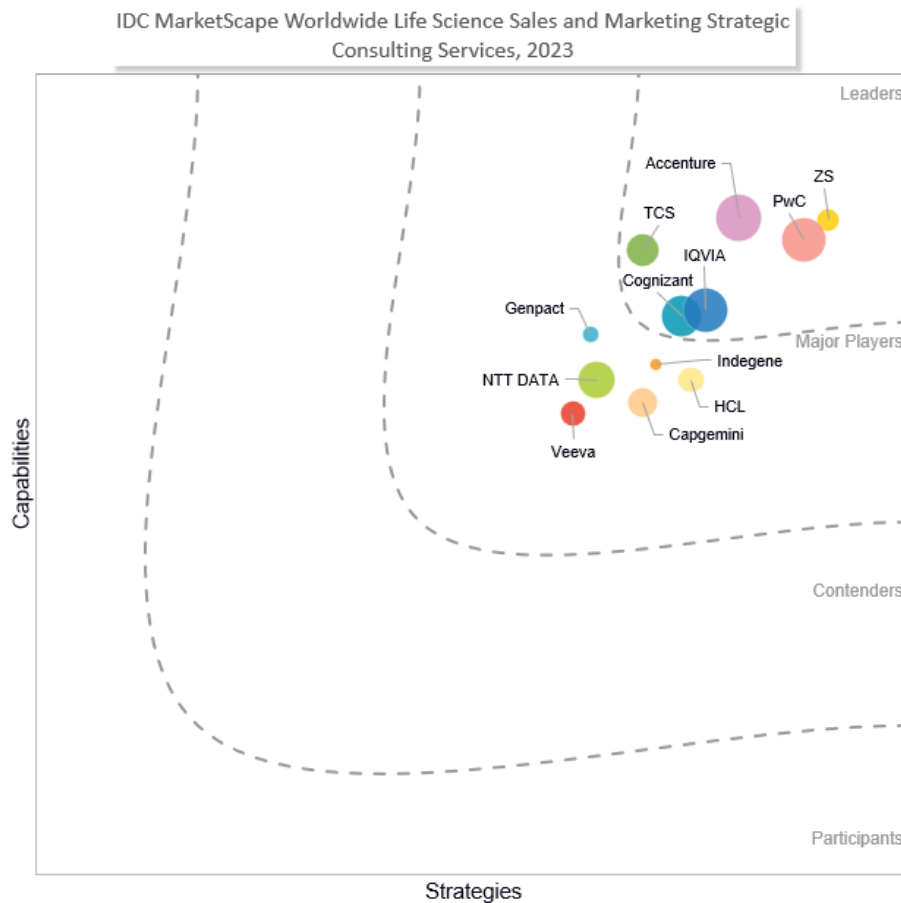 IDC MarketScape Worldwide Life Science Sales and Marketing Strategic
Consulting Services, 2023
Leaders
Accenture
ZS
PwC
TCS
IQVIA
Cognizant
Genpact
Major Players
Indegene
NTT DATA
HCL
Capgemini
Veeva
Capabilities
Contenders
Participants
Strategies